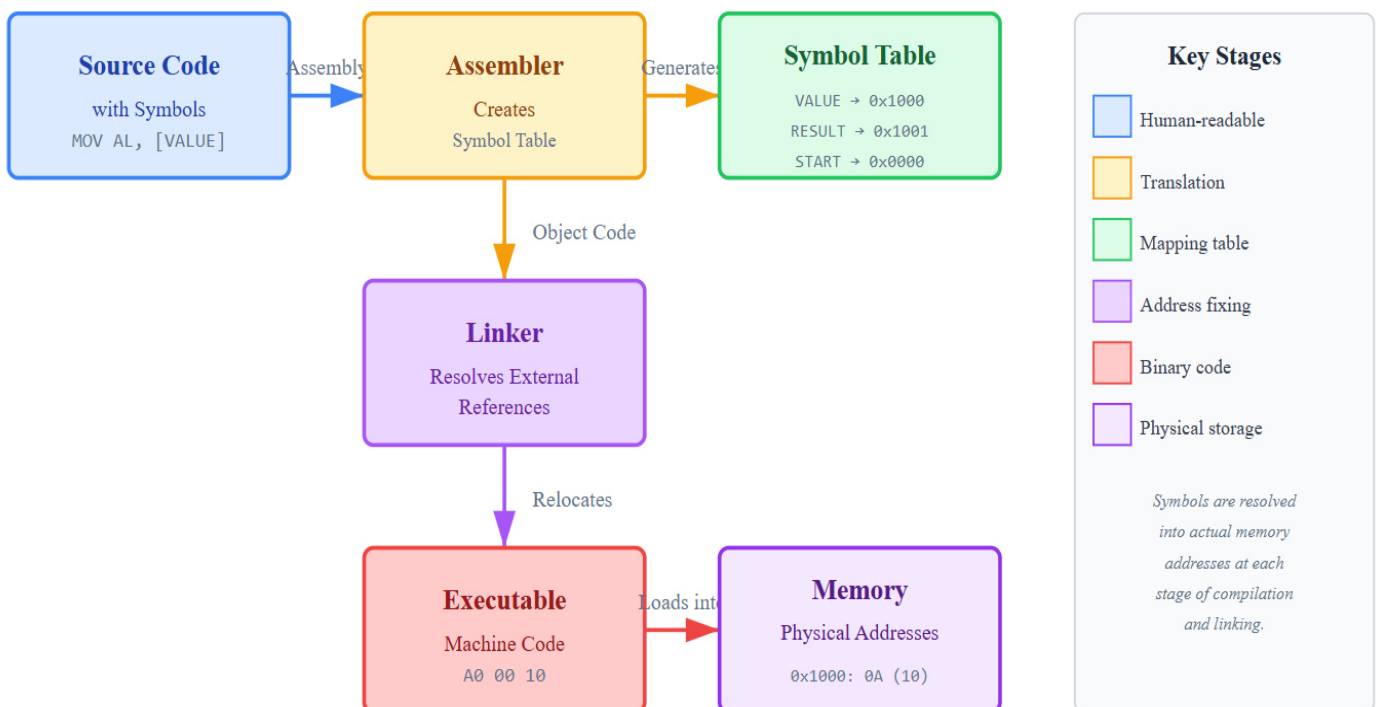 Source Code
with Symbols
MOV AL, [VALUE]
Assembly
Assembler
Creates
Symbol Table
Generates
Symbol Table
VALUE → 0x1000
RESULT → 0x1001
START → 0x0000
Object Code
Linker
Resolves External
References
Relocates
Executable
Machine Code
A0 00 10
Loads into
Memory
Physical Addresses
0x1000: 0A (10)
Key Stages
Human-readable
Translation
Mapping table
Address fixing
Binary code
Physical storage
Symbols are resolved
into actual memory
addresses at each
stage of compilation
and linking.